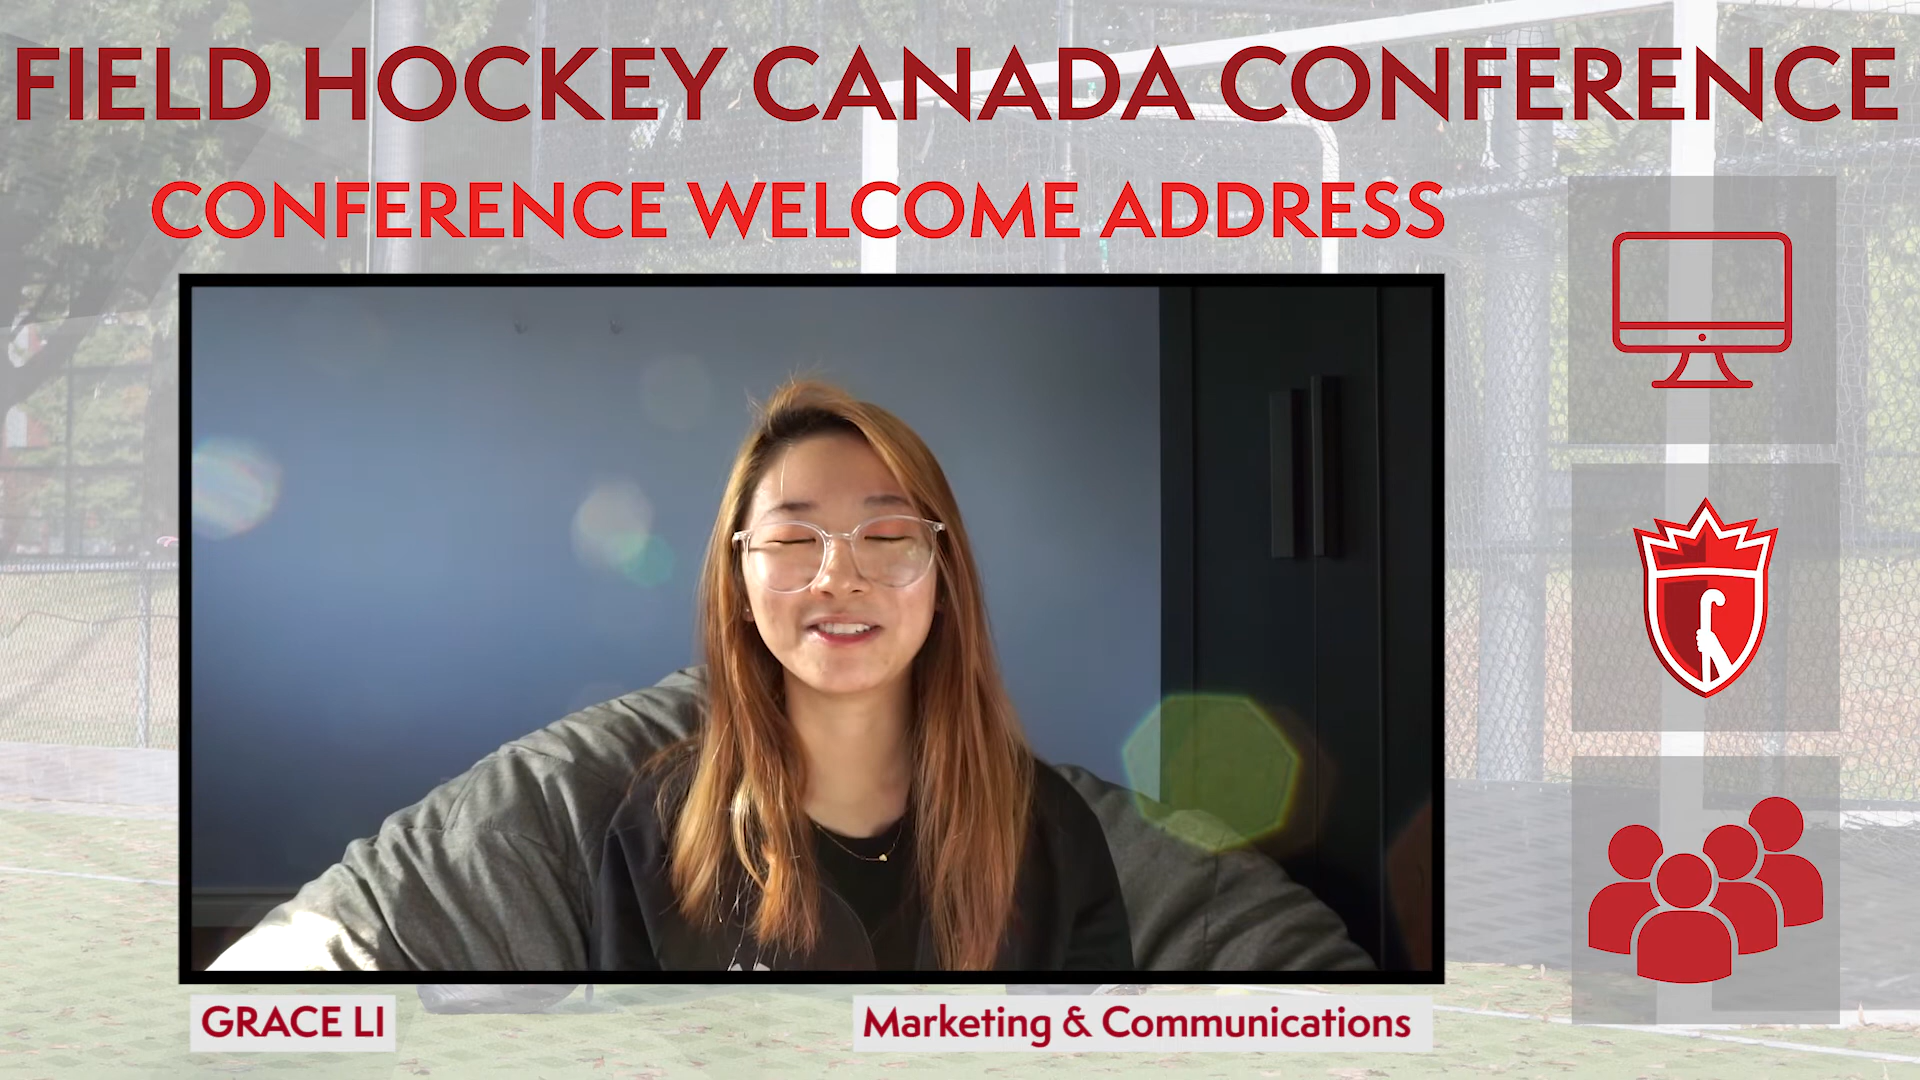 FIELD HOCKEY CANADA CONFERENCE
CONFERENCE WELCOME ADDRESS
GRACE LI
Marketing & Communications